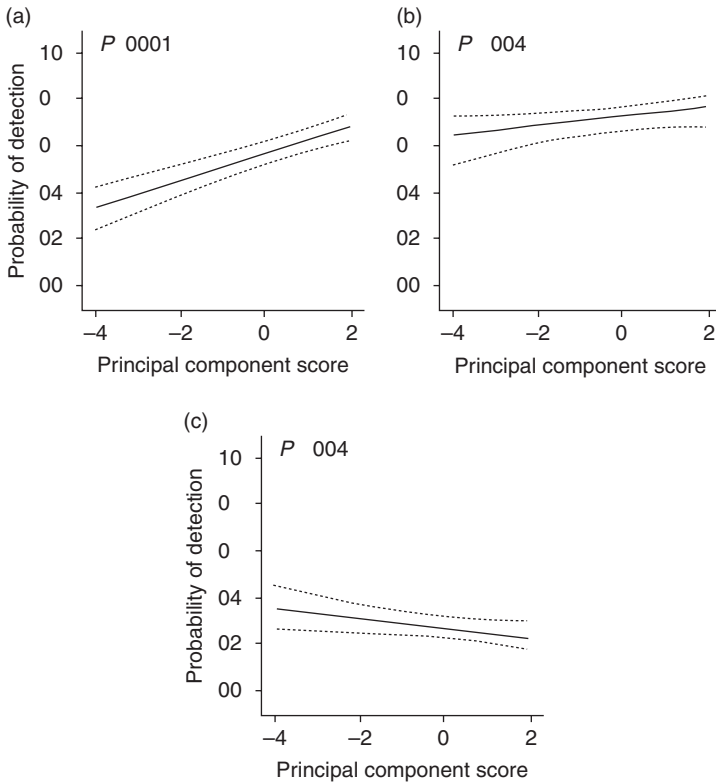 (a)
P 0001
10
0
0
04
02
00
Probability of detection
−4 −2 0 2
Principal component score
(b)
P 004
10
0
0
04
02
00
−4 −2 0 2
Principal component score
(c)
P 004
10
0
0
04
02
00
Probability of detection
−4 −2 0 2
Principal component score